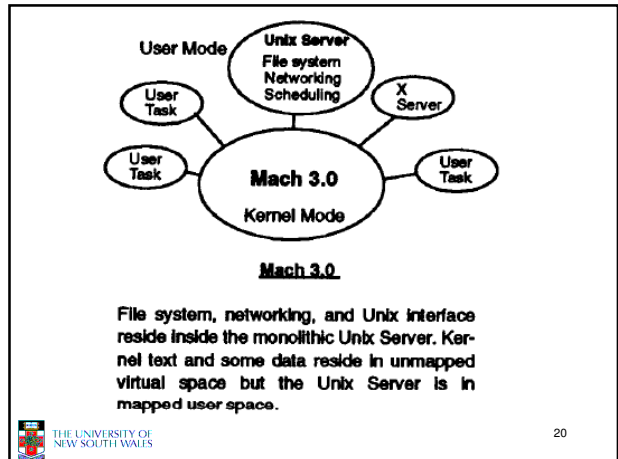 User Mode
Unix Server
File system
Networking
Scheduling
User
Task
X
Server
User
Task
User
Task
Mach 3.0
Kernel Mode
Mach 3.0
File system, networking, and Unix interface
reside inside the monolithic Unix Server. Ker-
nel text and some data reside in unmapped
virtual space but the Unix Server is in
mapped user space.
THE UNIVERSITY OF
NEW SOUTH WALES
20